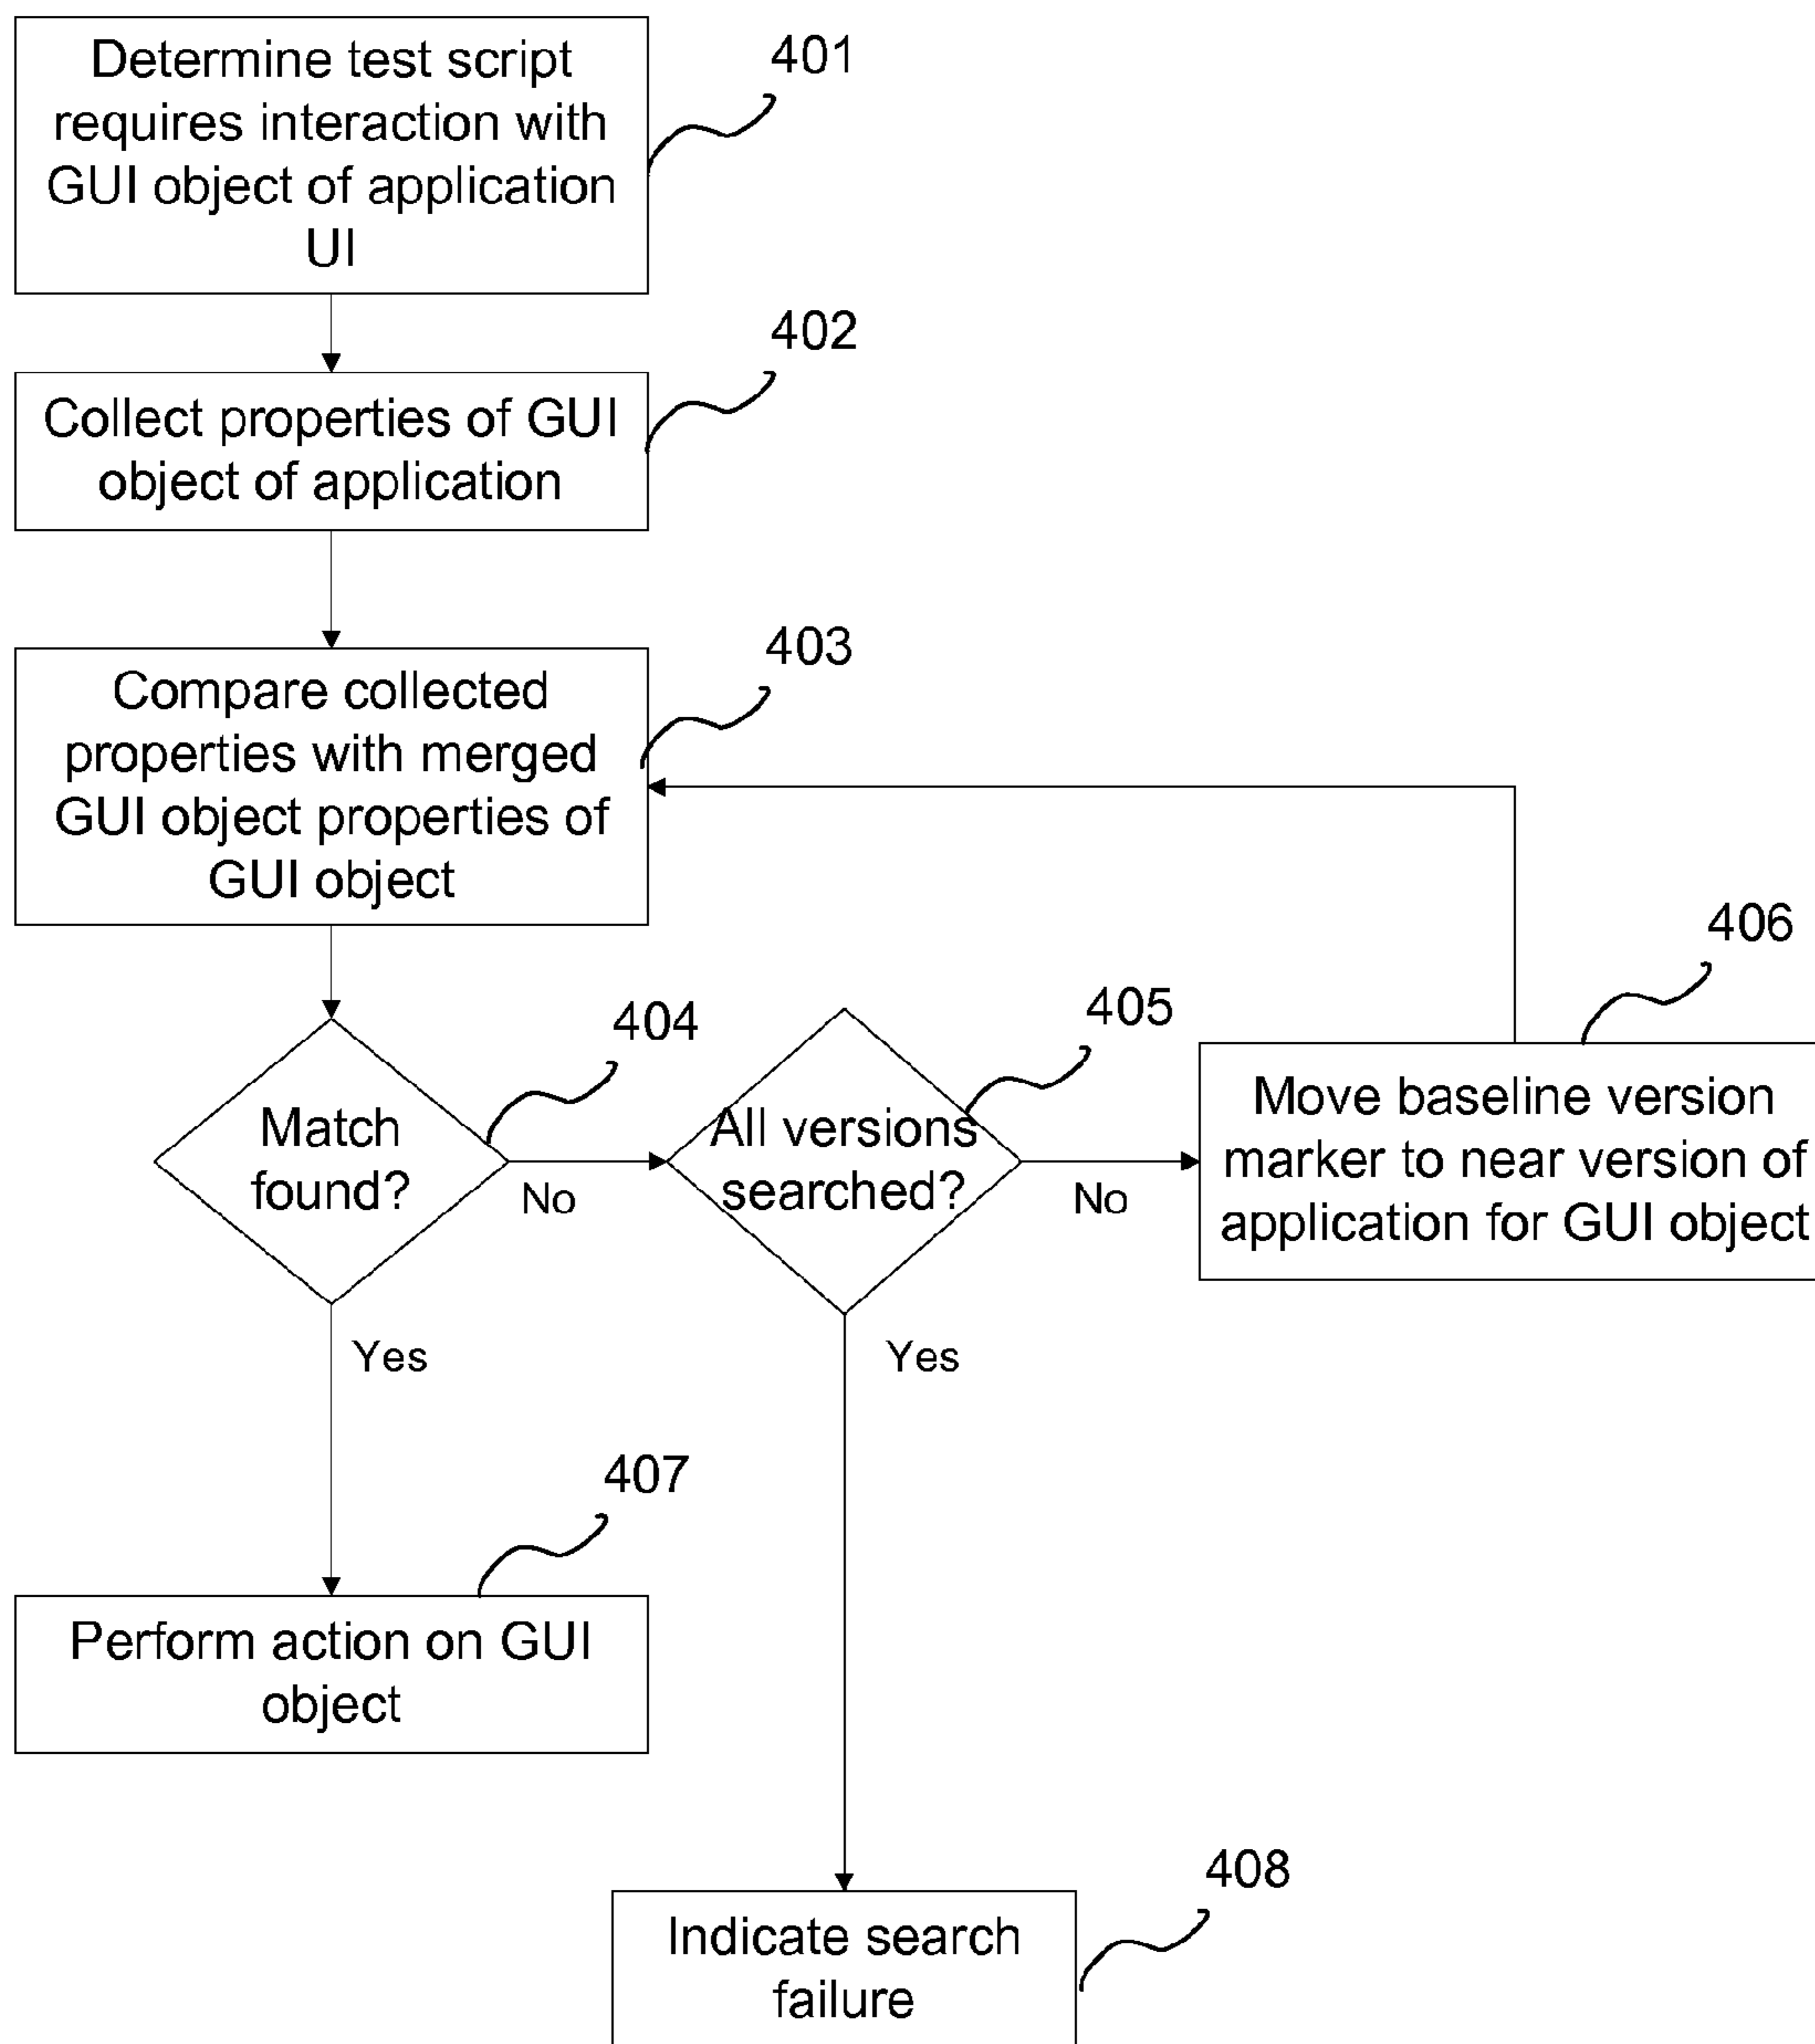 Determine test script
requires interaction with
GUI object of application
UI
401
Collect properties of GUI
object of application
402
Compare collected
properties with merged
GUI object properties of
GUI object
403
Match
found?
404
No
Yes
All versions
searched?
405
No
Yes
Move baseline version
marker to near version of
application for GUI object
406
Perform action on GUI
object
407
Indicate search
failure
408